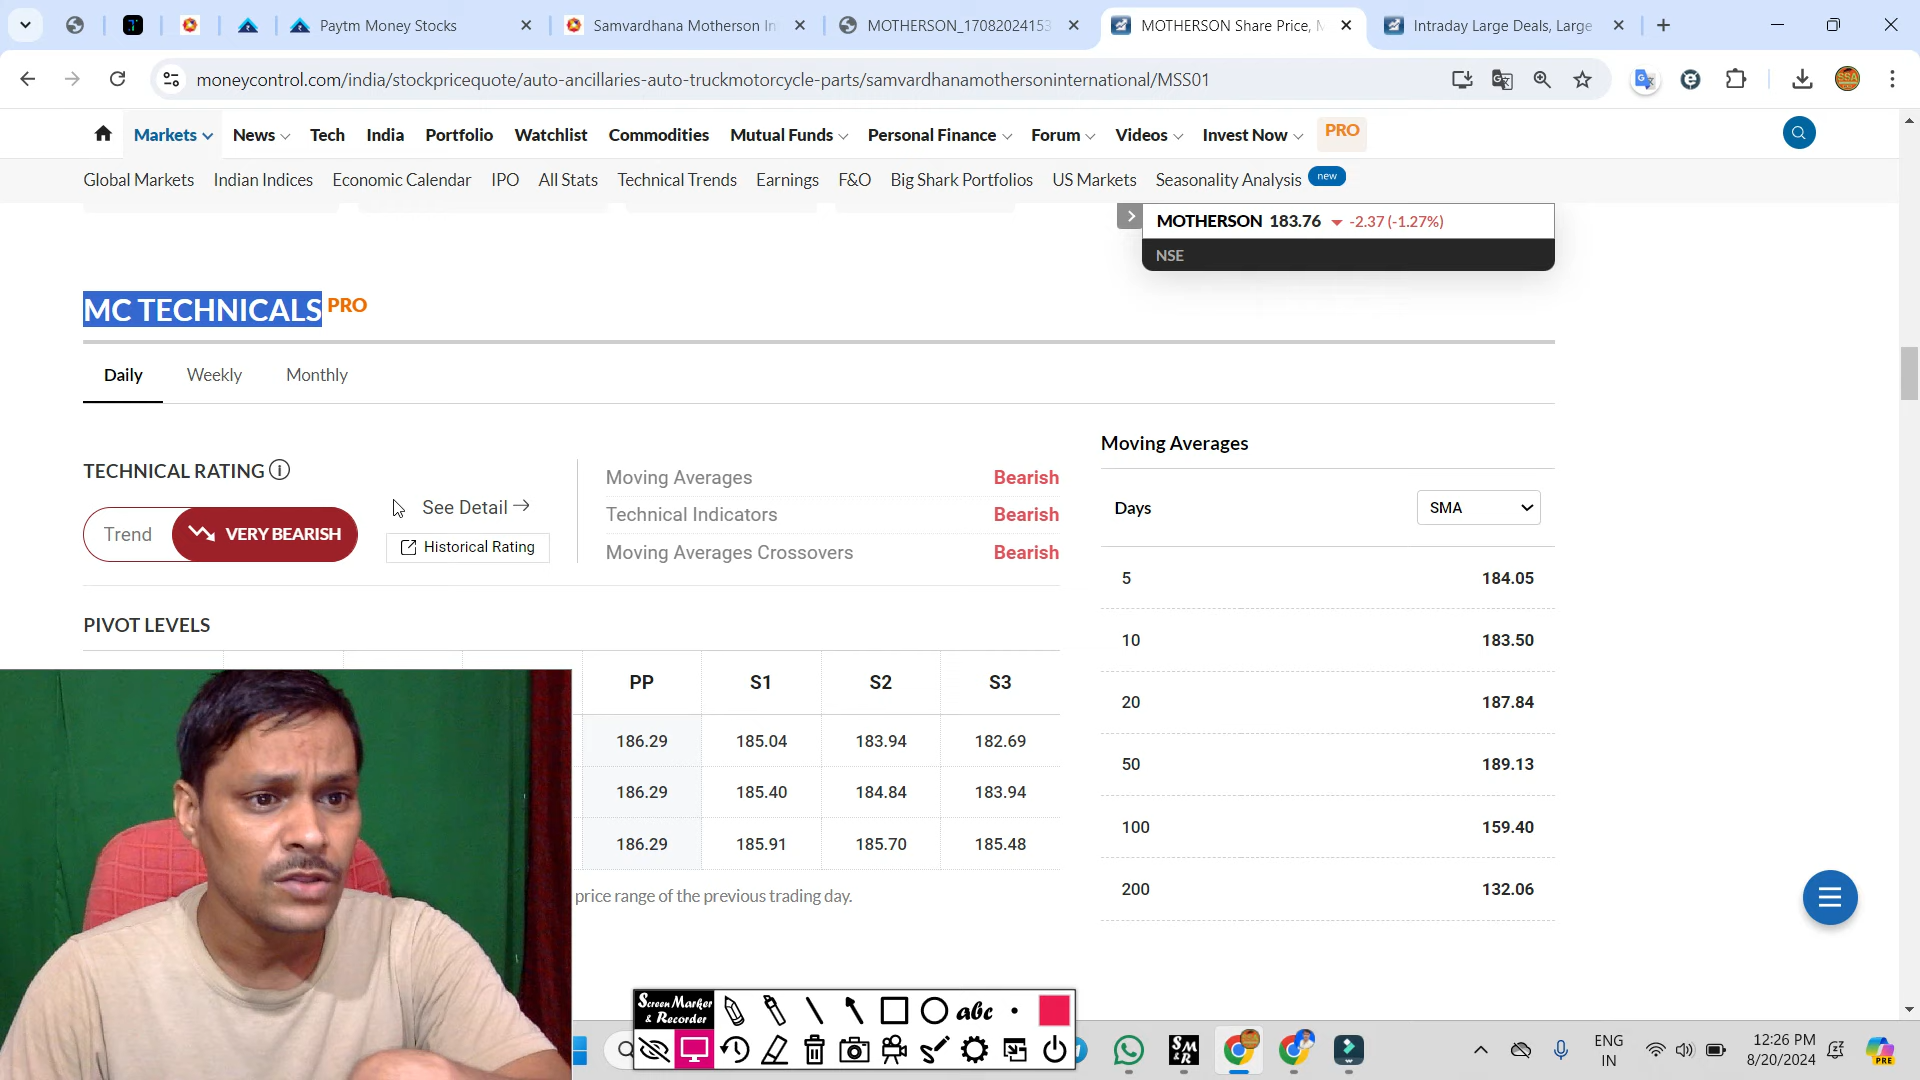 Paytm Money Stocks
Samvardhana Motherson In
MOTHERSON_17082024153
MOTHERSON Share Price, M
Intraday Large Deals, Large
moneycontrol.com/india/stockpricequote/auto-ancillaries-auto-truckmotorcycle-parts/samvardhanamothersoninternational/MSS01
Markets News Tech India Portfolio Watchlist Commodities Mutual Funds Personal Finance Forum Videos Invest Now PRO
Global Markets Indian Indices Economic Calendar IPO All Stats Technical Trends Earnings F&O Big Shark Portfolios US Markets Seasonality Analysis new
MOTHERSON 183.76 -2.37 (-1.27%)
NSE
MC TECHNICALS PRO
Daily Weekly Monthly
TECHNICAL RATING
Trend VERY BEARISH
See Detail
Historical Rating
Moving Averages Bearish
Technical Indicators Bearish
Moving Averages Crossovers Bearish
Moving Averages
Days SMA
5 184.05
10 183.50
20 187.84
50 189.13
100 159.40
200 132.06
PIVOT LEVELS
PP S1 S2 S3
186.29 185.04 183.94 182.69
186.29 185.40 184.84 183.94
186.29 185.91 185.70 185.48
price range of the previous trading day.
Screen Marker
& Recorder
abc
SM
&R
ENG
IN
12:26 PM
8/20/2024
PRE